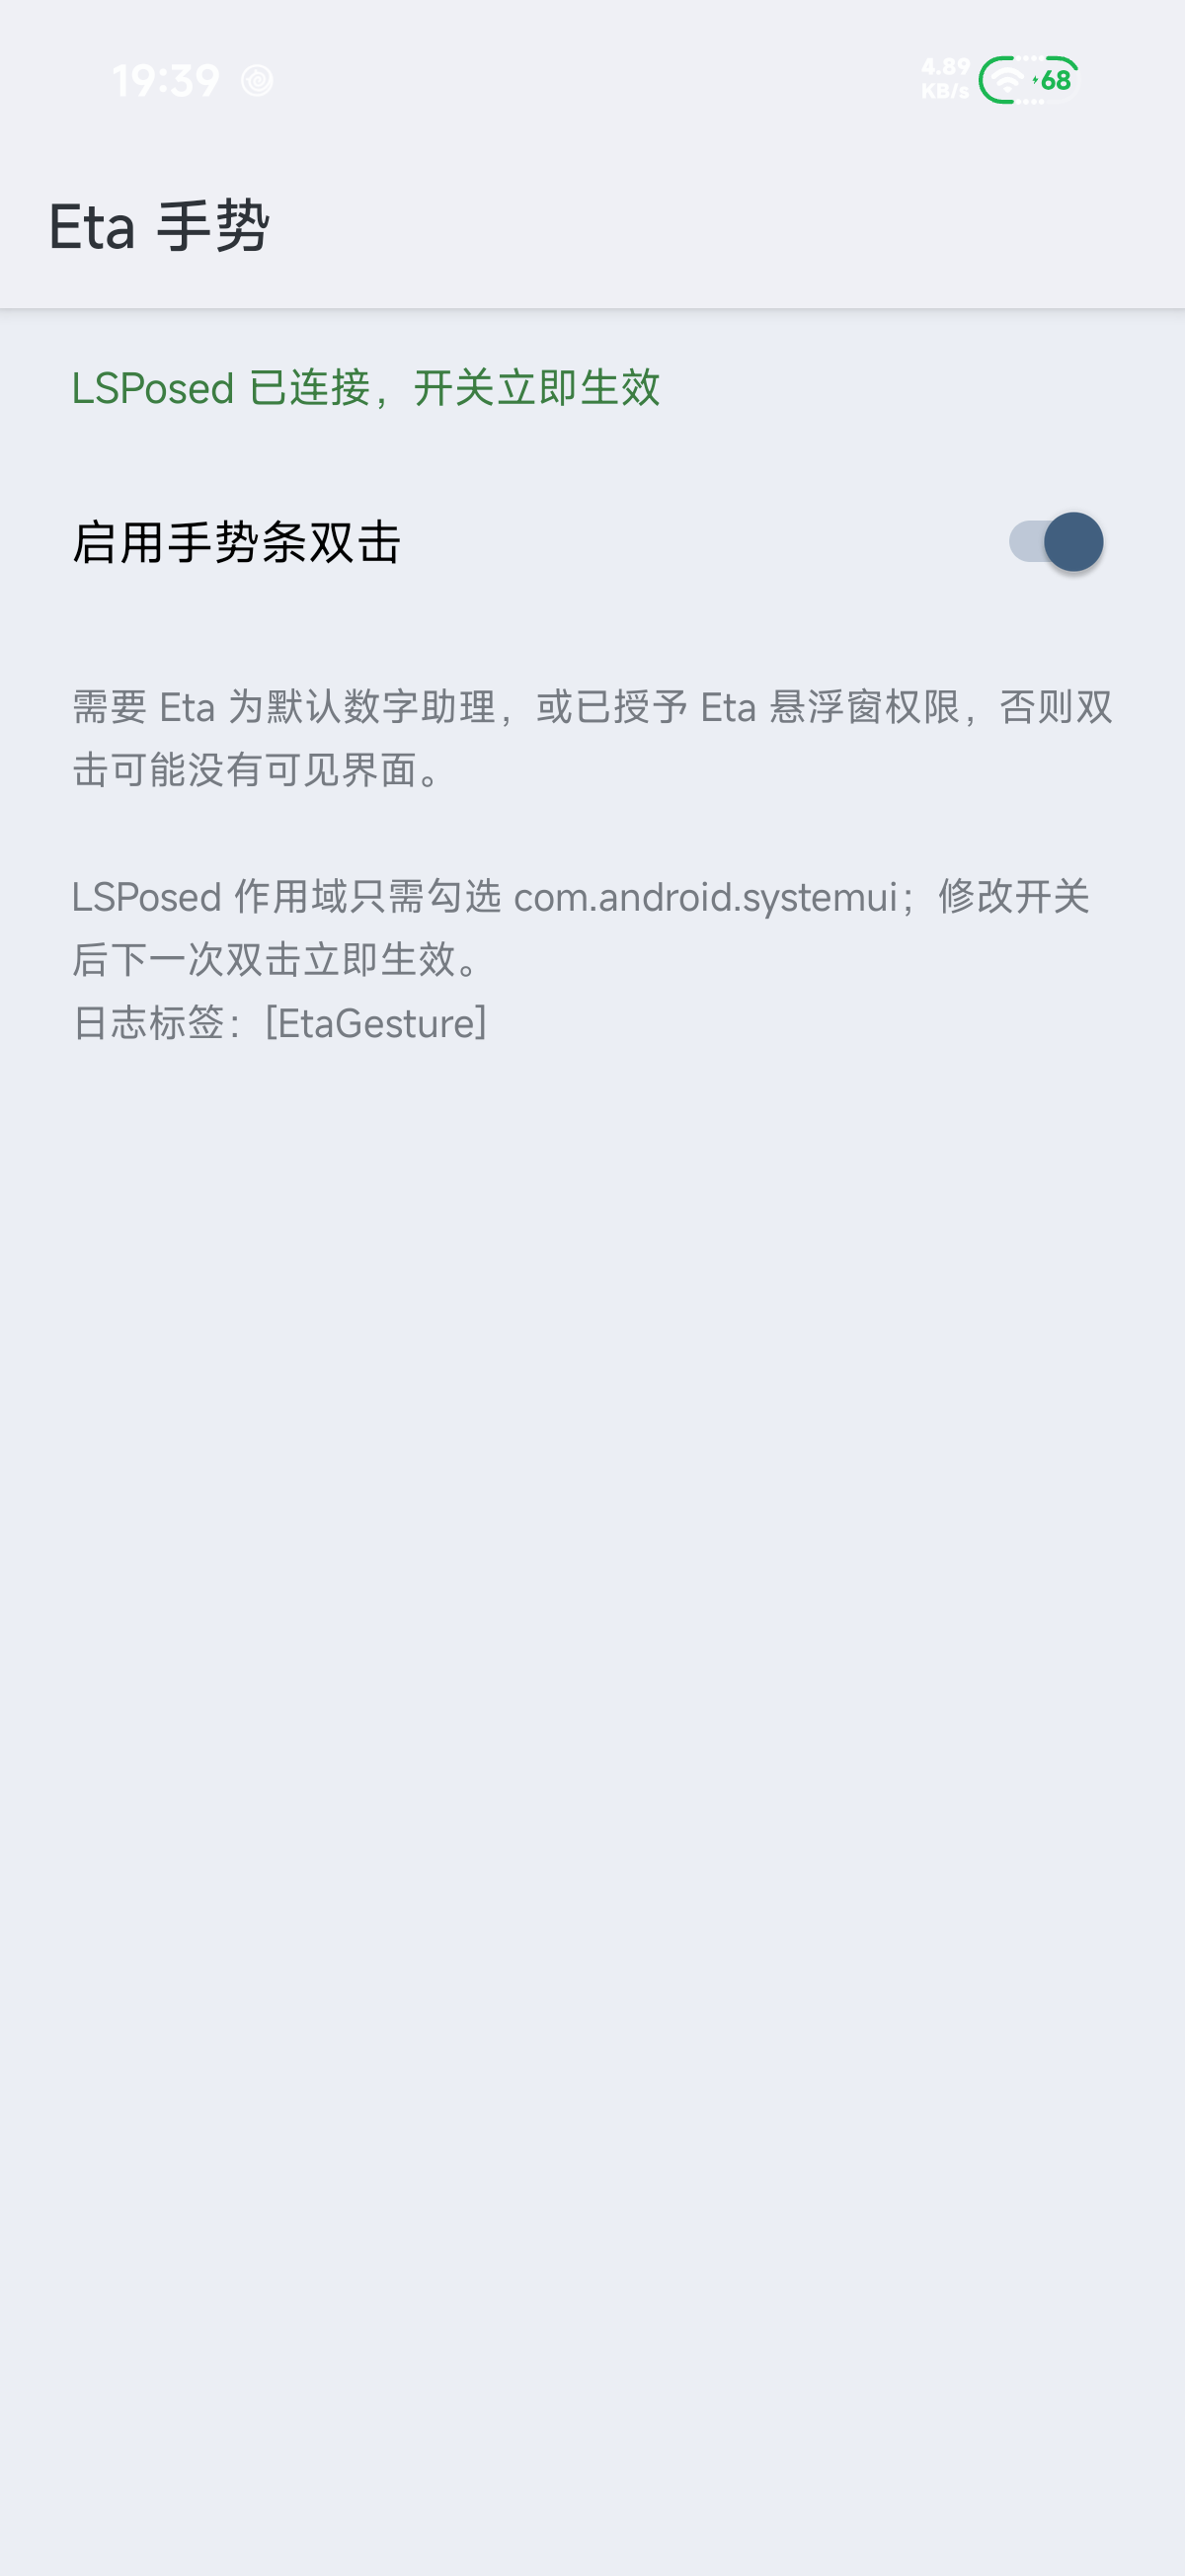 19:39
4.89
KB/s
68
Eta 手势
LSPosed 已连接，开关立即生效
启用手势条双击
需要 Eta 为默认数字助理，或已授予 Eta 悬浮窗权限，否则双
击可能没有可见界面。
LSPosed 作用域只需勾选 com.android.systemui；修改开关
后下一次双击立即生效。
日志标签：[EtaGesture]